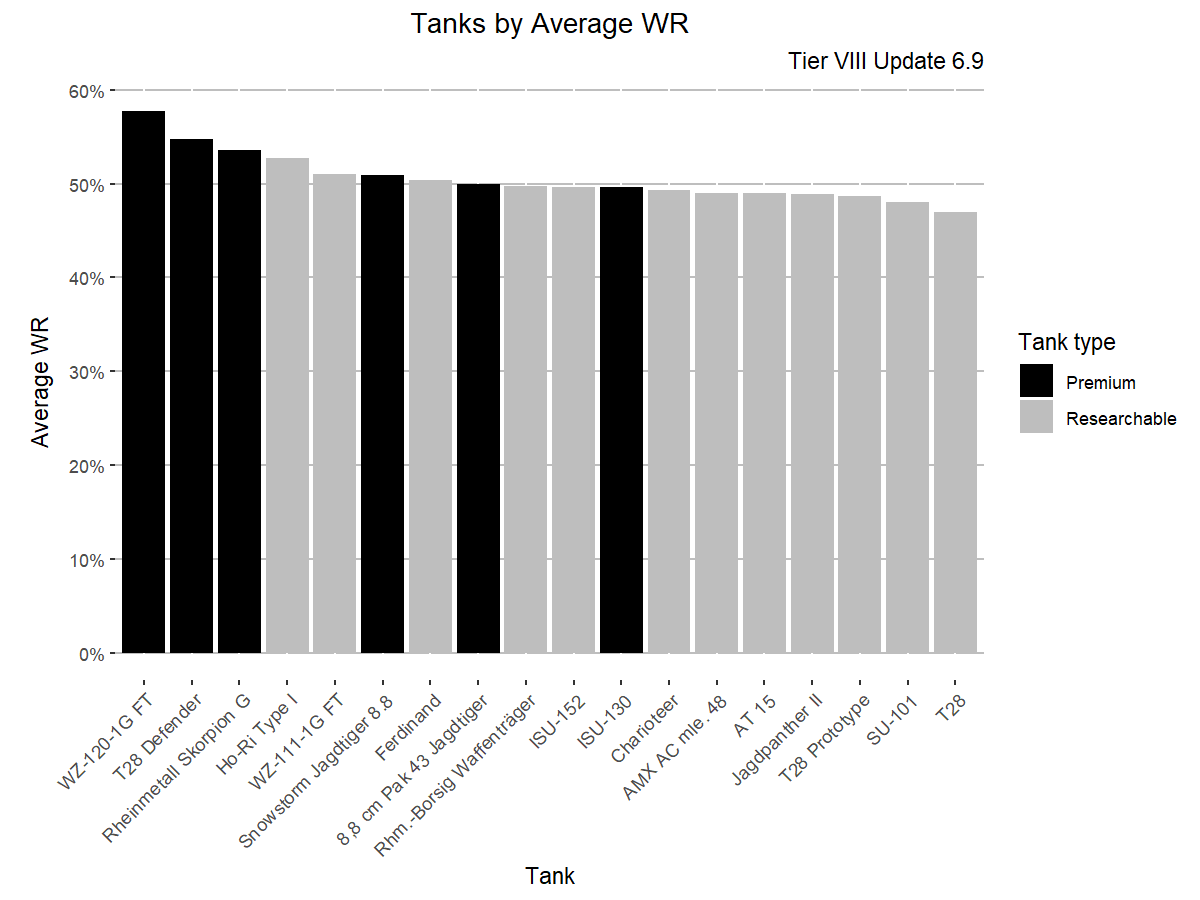 Tanks by Average WR
Tier VIII Update 6.9
60%
50%
40%
30%
20%
10%
0%
Average WR
WZ-120-1G FT
T28 Defender
Rheinmetall Skorpion G
Ho-Ri Type I
WZ-111-1G FT
Snowstorm Jagdtiger 8.8
Ferdinand
8,8 cm Pak 43 Jagdtiger
Rhm.-Borsig Waffenträger
ISU-152
ISU-130
Charioteer
AMX AC mle. 48
AT 15
Jagdpanther II
T28 Prototype
SU-101
T28
Tank
Tank type
Premium
Researchable